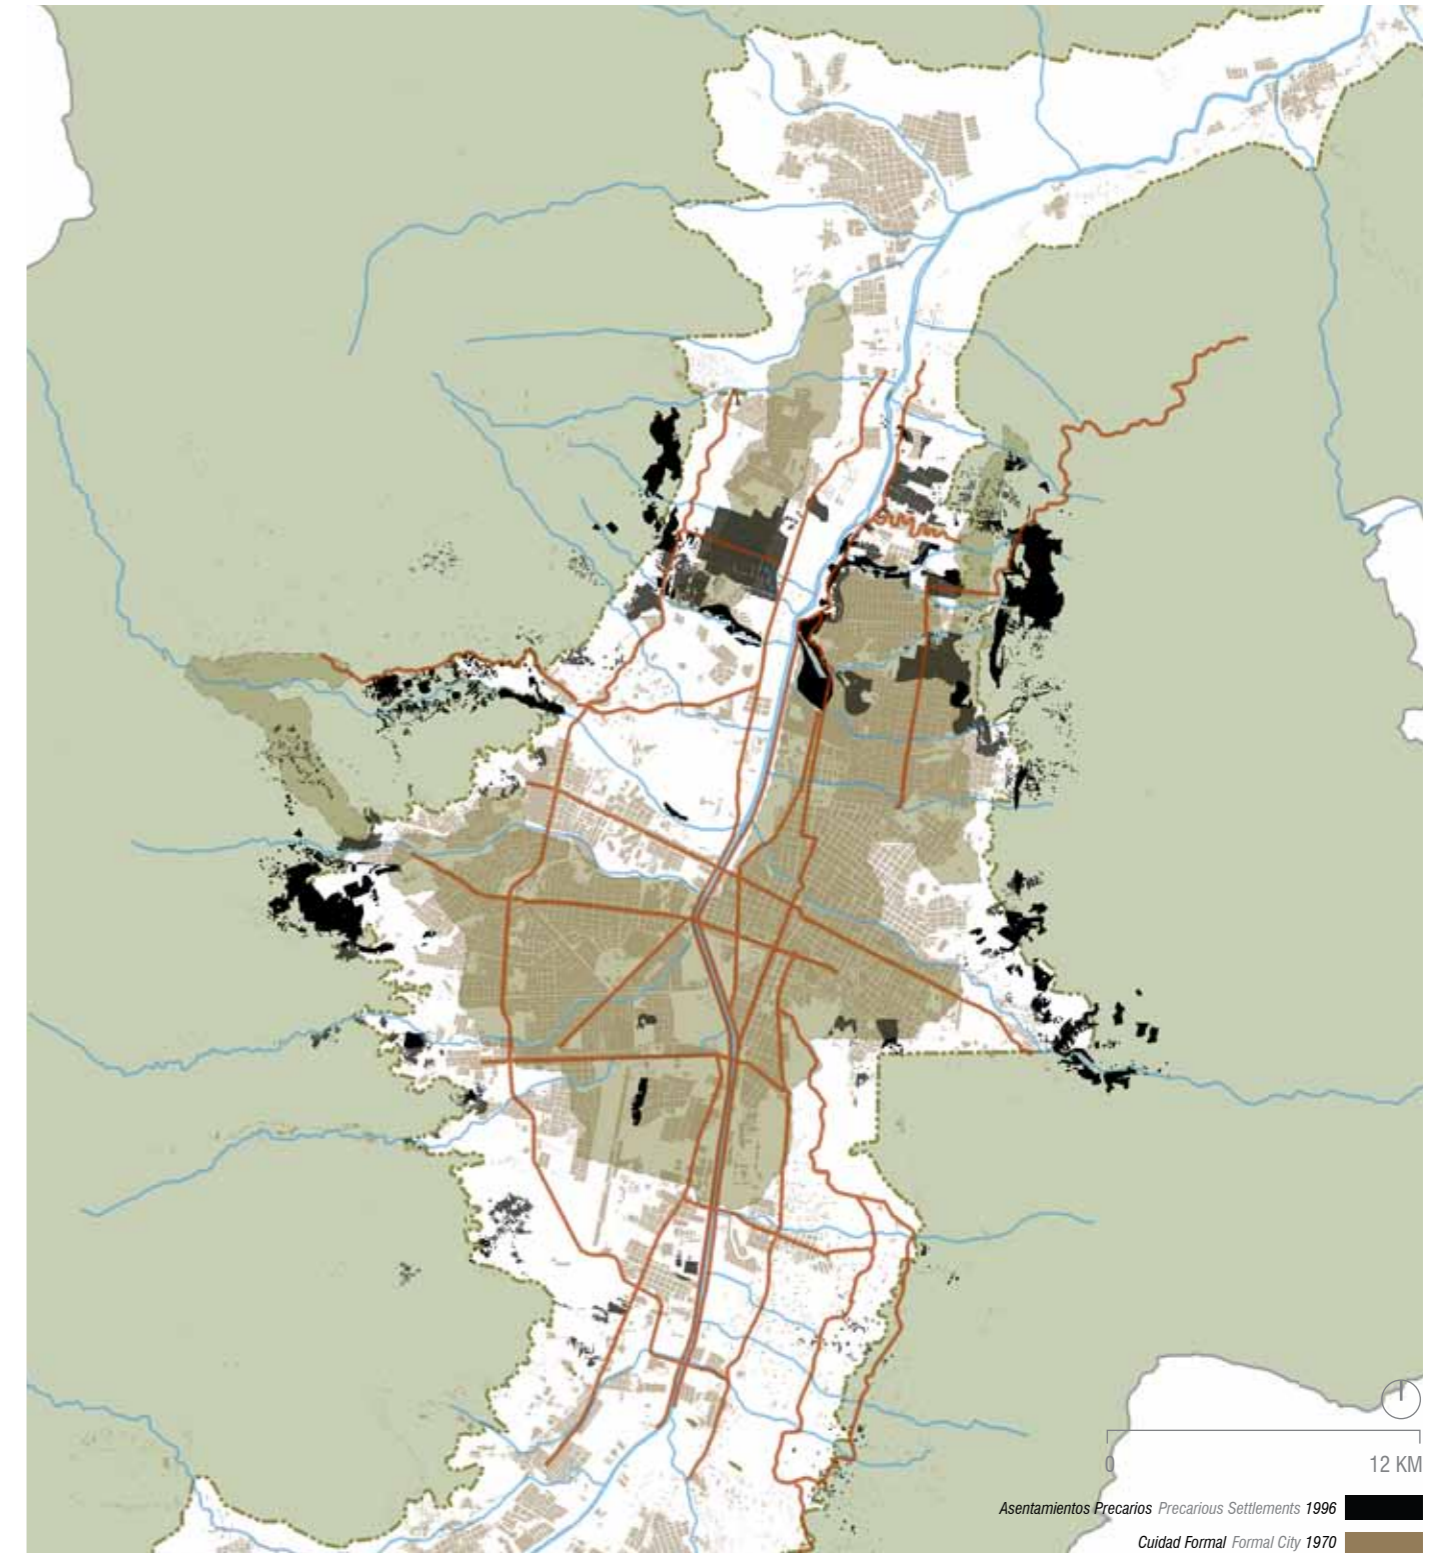 0
12 KM
Asentamientos Precarios Precarious Settlements 1996
Cuidad Formal Formal City 1970